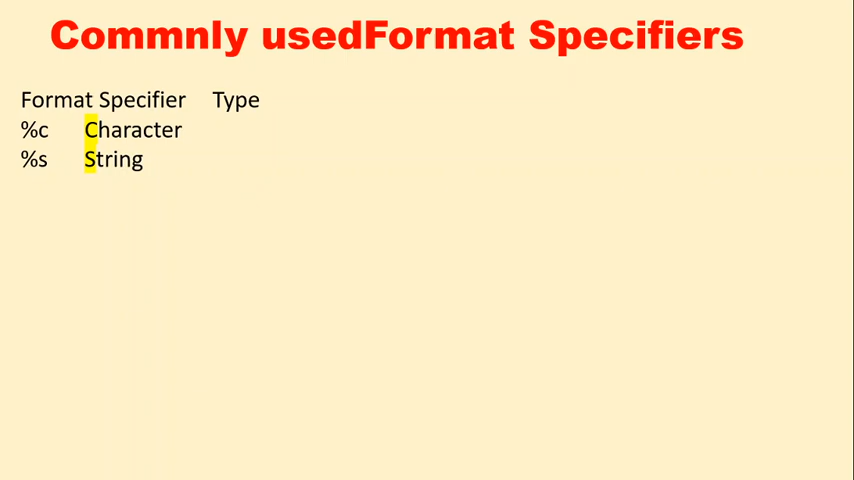 Commnly usedFormat Specifiers
Format Specifier Type
%c Character
%s String